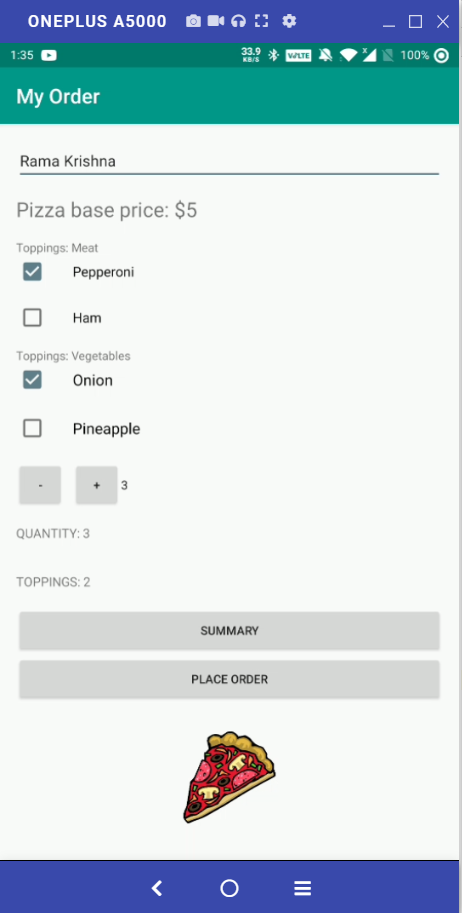 ONEPLUS A5000
1:35 33.9 KB/S VoLTE x 100%
My Order
Rama Krishna
Pizza base price: $5
Toppings: Meat
Pepperoni
Ham
Toppings: Vegetables
Onion
Pineapple
- + 3
QUANTITY: 3
TOPPINGS: 2
SUMMARY
PLACE ORDER